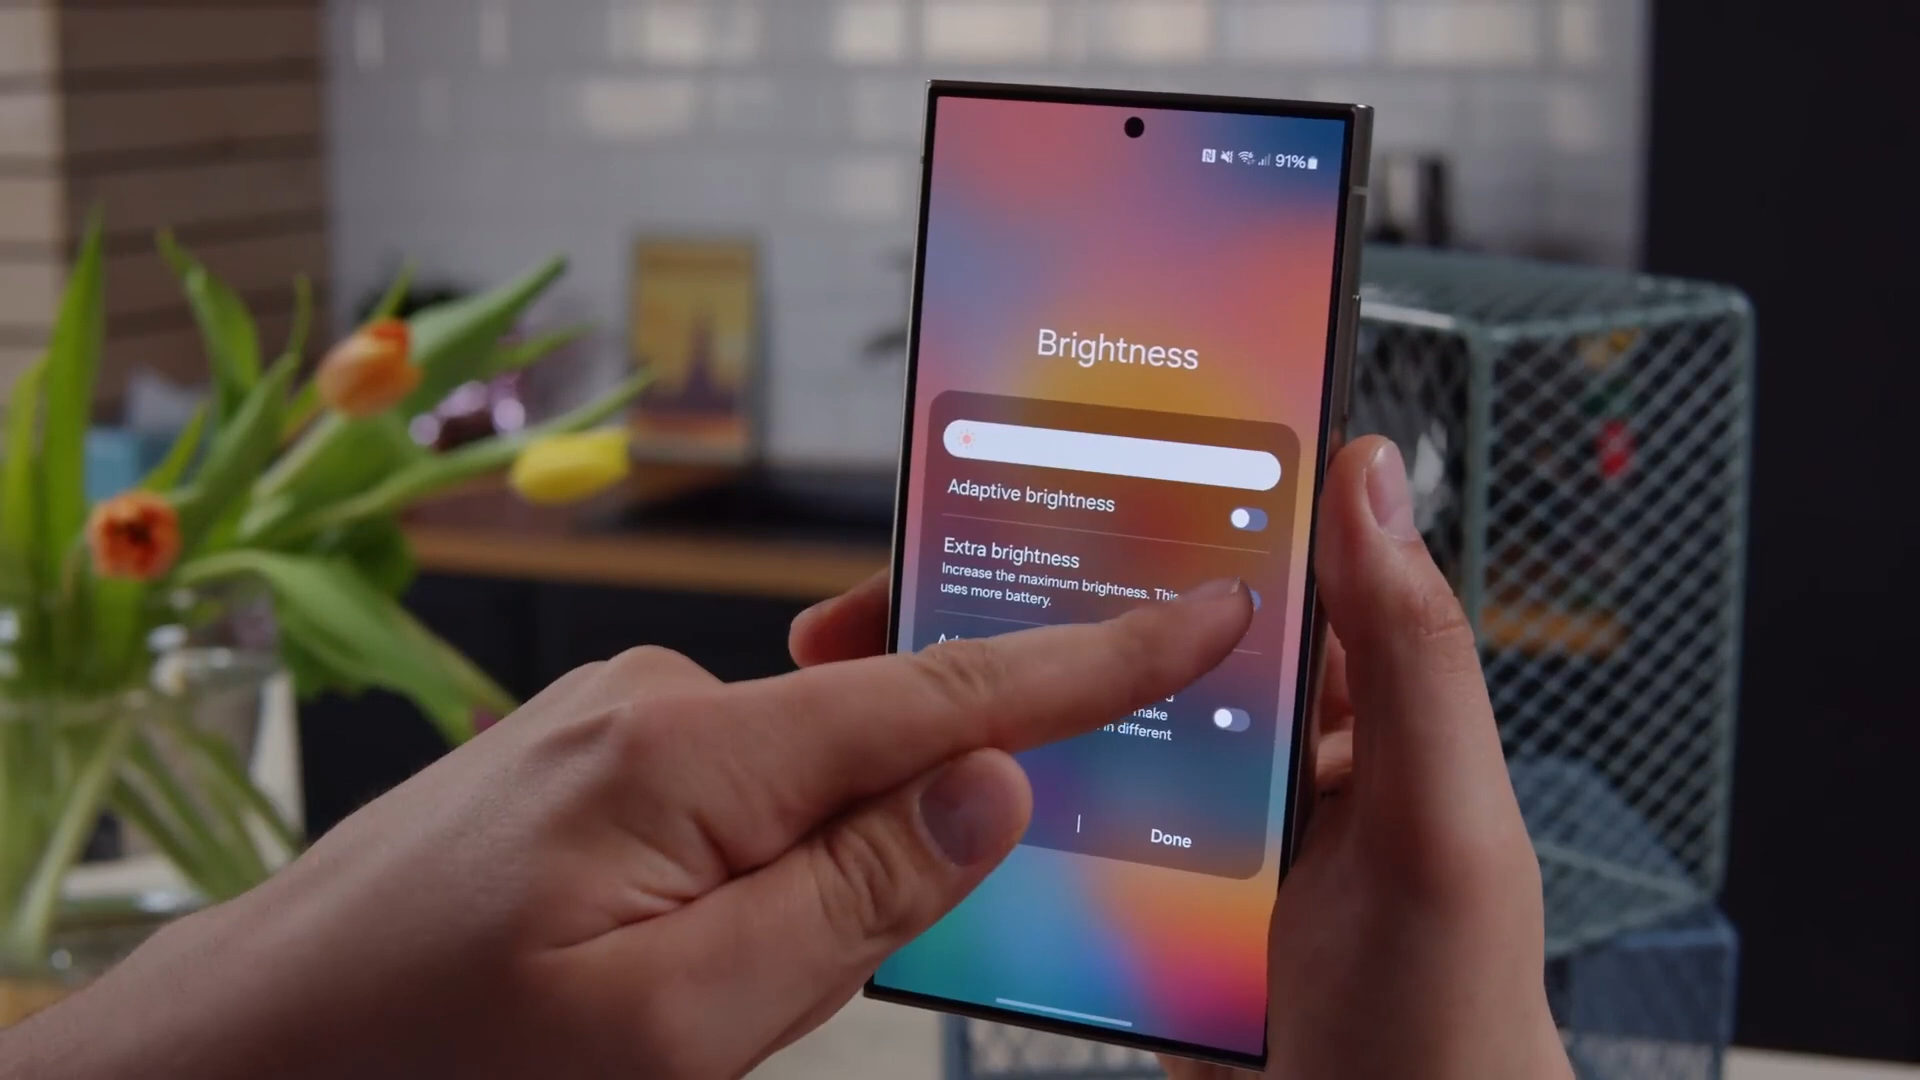 91%
Brightness
Adaptive brightness
Extra brightness
Increase the maximum brightness. This
uses more battery.
make
in different
Done